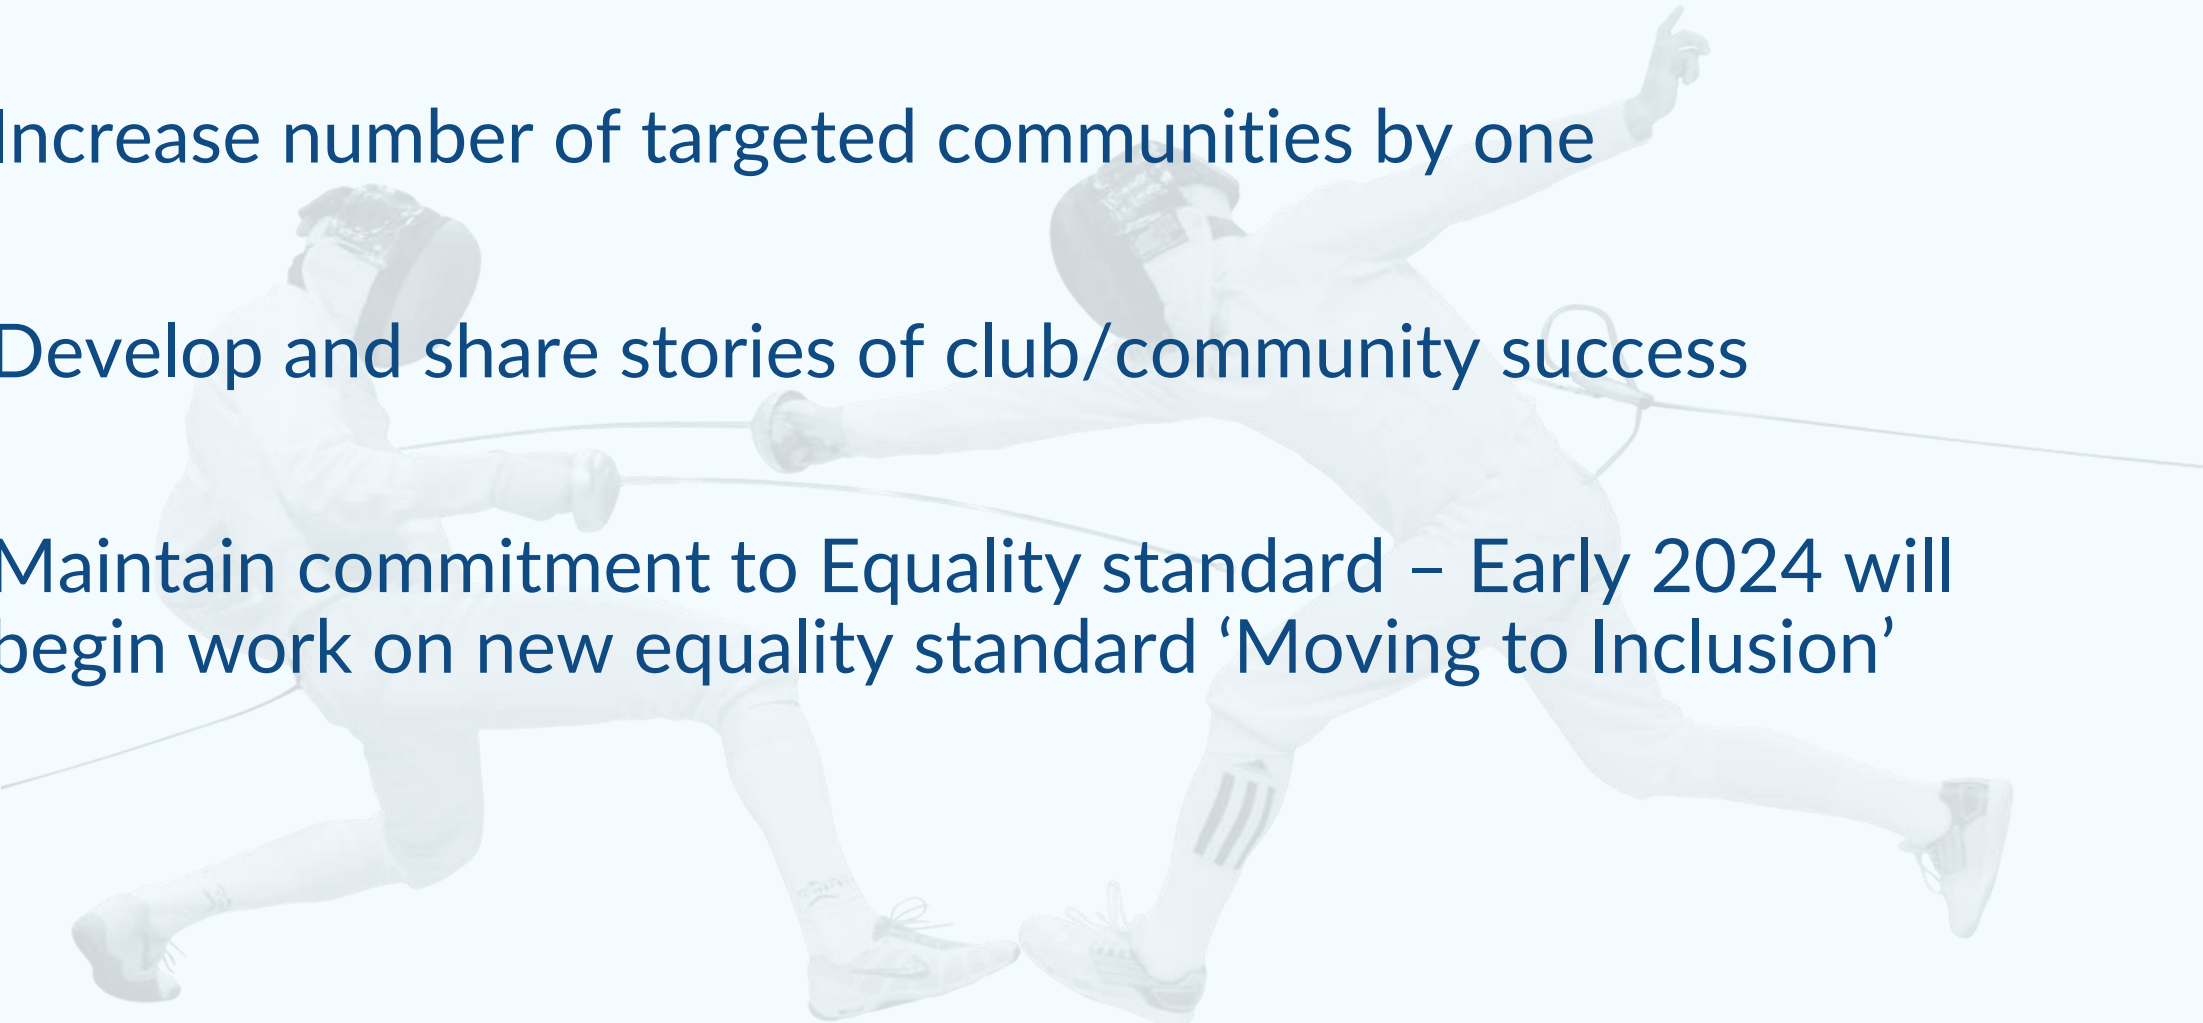 Increase number of targeted communities by one
Develop and share stories of club/community success
Maintain commitment to Equality standard – Early 2024 will
begin work on new equality standard ‘Moving to Inclusion’